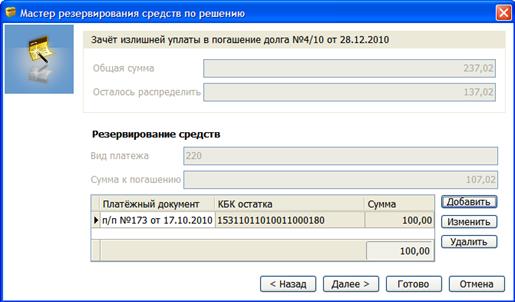 Мастер резервирования средств по решению
Зачёт излишней уплаты в погашение долга №4/10 от 28.12.2010
Общая сумма 237,02
Осталось распределить 137,02
Резервирование средств
Вид платежа 220
Сумма к погашению 107,02
Платёжный документ КБК остатка Сумма
п/п №173 от 17.10.2010 15311011010011000180 100,00
100,00
Добавить
Изменить
Удалить
< Назад Далее > Готово Отмена